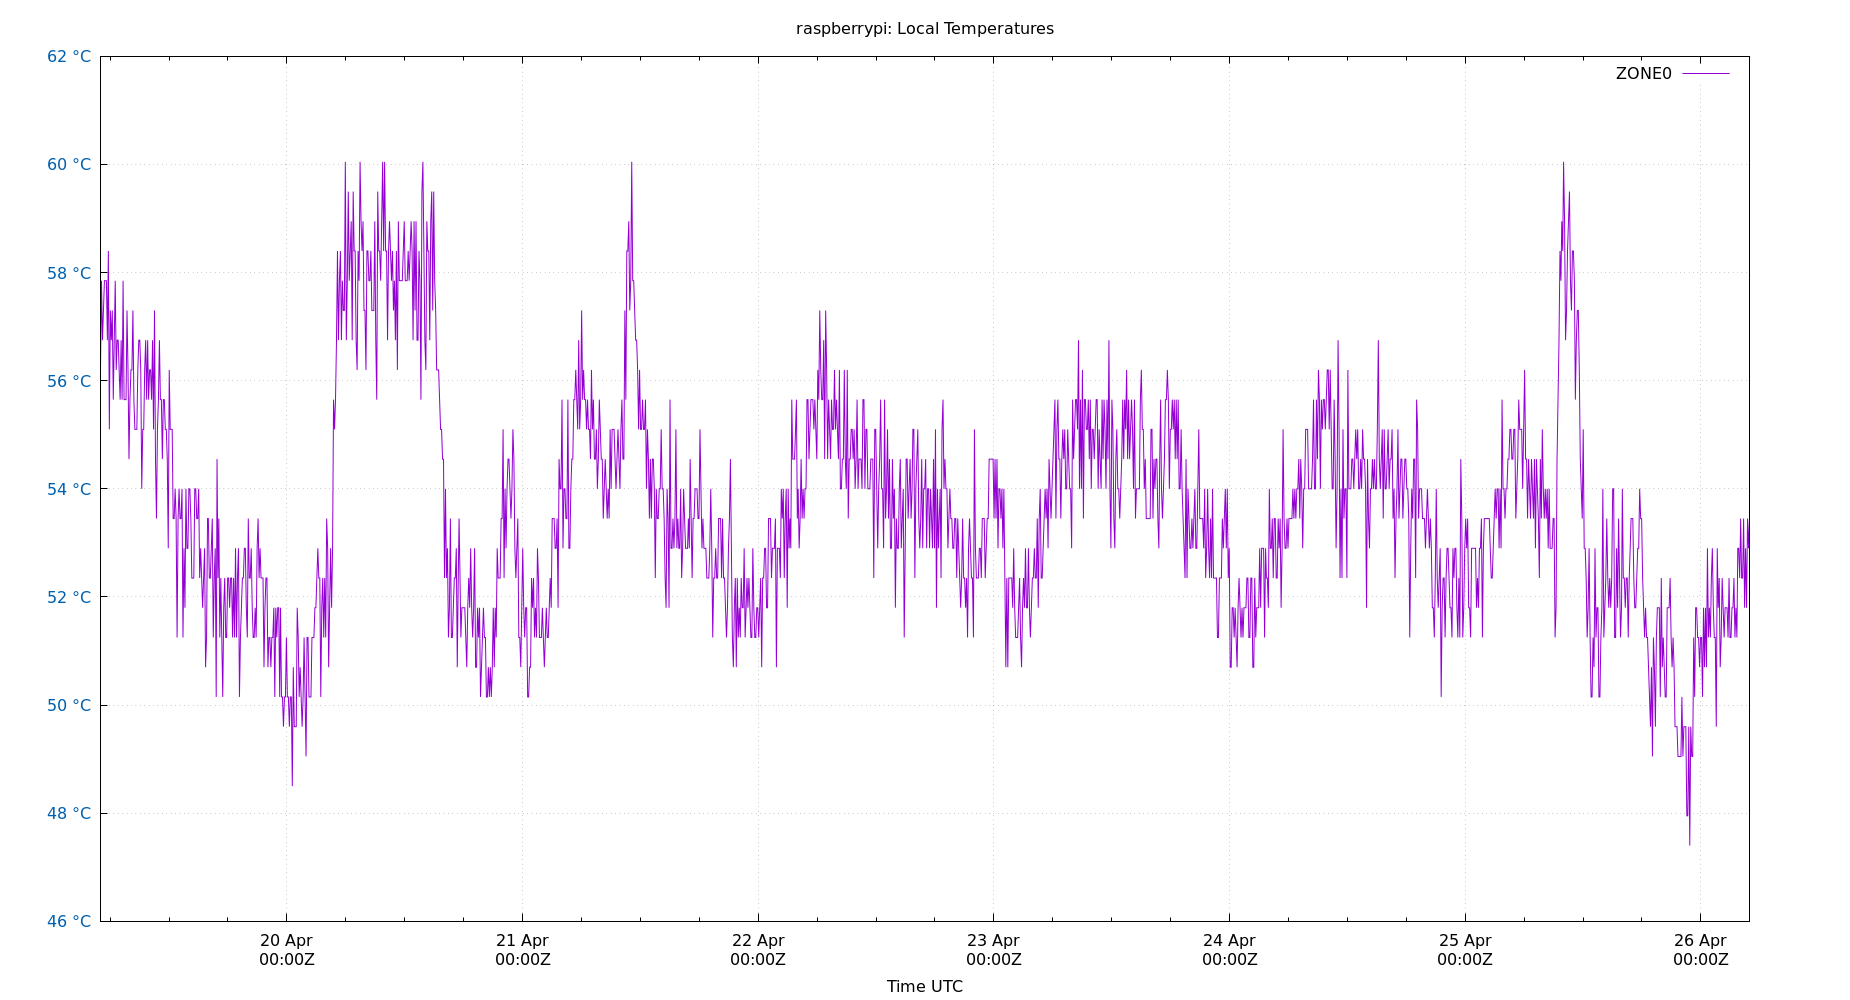 raspberrypi: Local Temperatures
62 °C
ZONE0
60 °C
58 °C
56 °C
54 °C
52 °C
50 °C
48 °C
46 °C
20 Apr 21 Apr 22 Apr 23 Apr 24 Apr 25 Apr 26 Apr
00:00Z 00:00Z 00:00Z 00:00Z 00:00Z 00:00Z 00:00Z
Time UTC